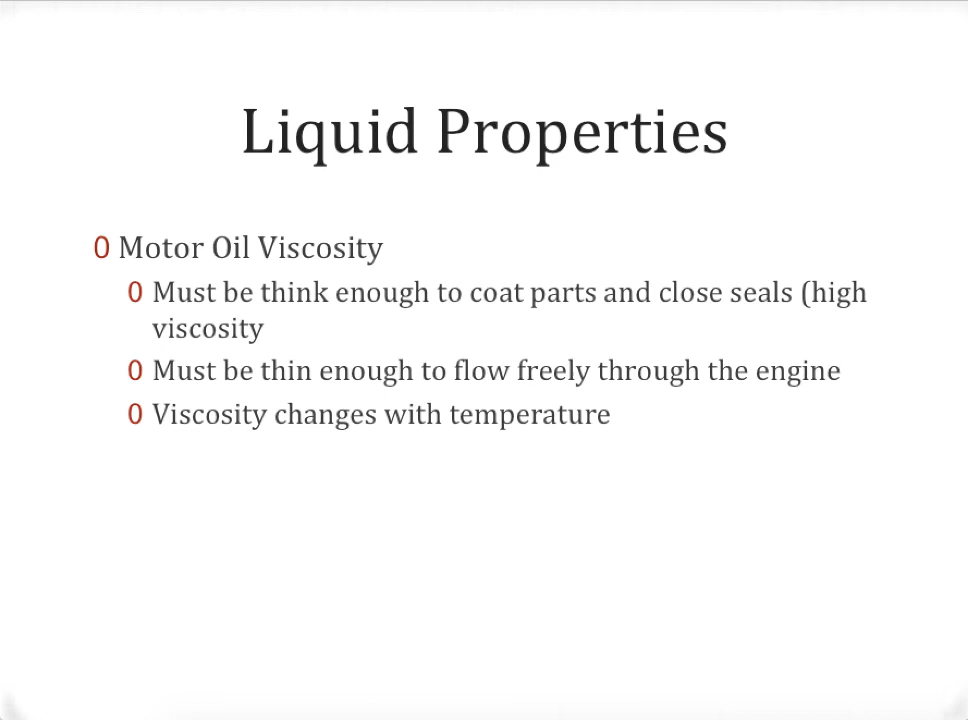 Liquid Properties
0 Motor Oil Viscosity
0 Must be think enough to coat parts and close seals (high
viscosity
0 Must be thin enough to flow freely through the engine
0 Viscosity changes with temperature